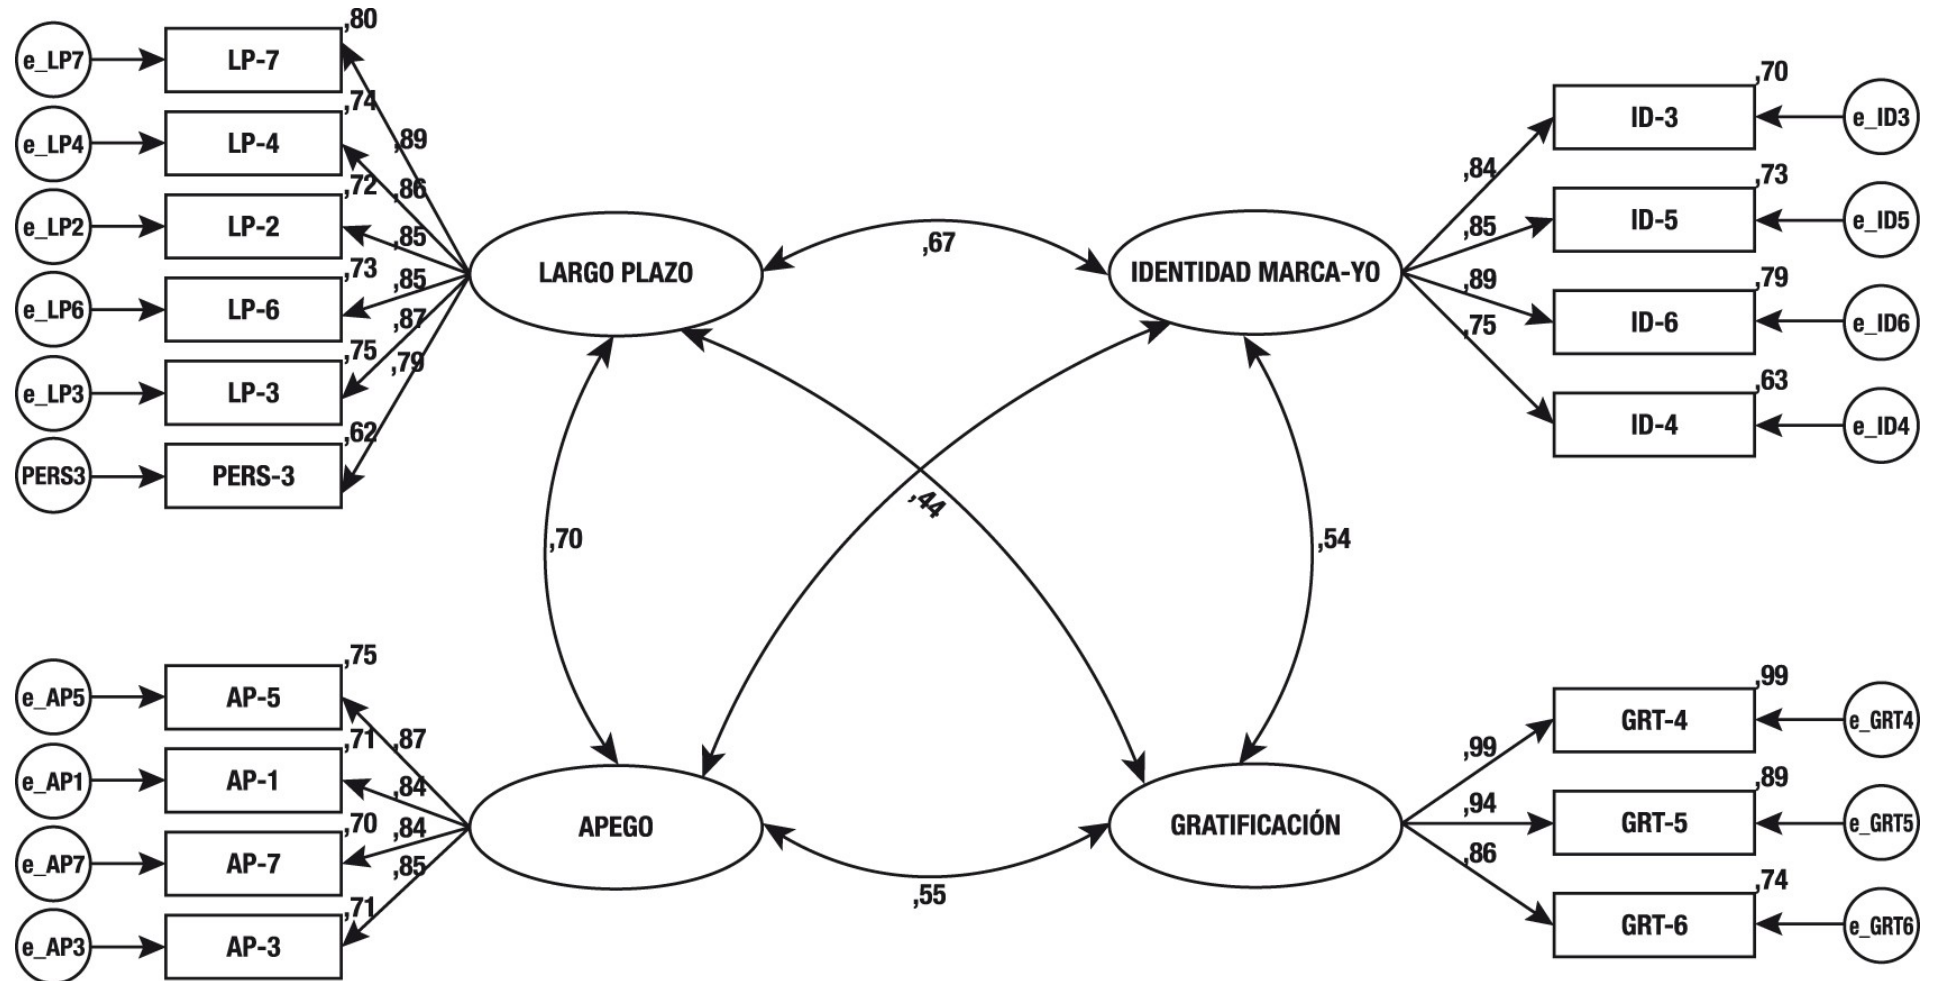 ,80
e_LP7
LP-7
,74
,89
e_LP4
LP-4
,72
,86
e_LP2
LP-2
,85
,73
e_LP6
LP-6
,85
,87
,75
,79
e_LP3
LP-3
,62
PERS3
PERS-3
LARGO PLAZO
,67
IDENTIDAD MARCA-YO
,70
ID-3
e_ID3
,84
,73
ID-5
e_ID5
,85
,79
,89
ID-6
e_ID6
,75
,63
ID-4
e_ID4
,44
,70
,54
,75
e_AP5
AP-5
,71
,87
e_AP1
AP-1
,84
,70
,84
e_AP7
AP-7
,85
,71
e_AP3
AP-3
APEGO
,55
GRATIFICACIÓN
,99
GRT-4
e_GRT4
,99
,89
,94
GRT-5
e_GRT5
,86
,74
GRT-6
e_GRT6